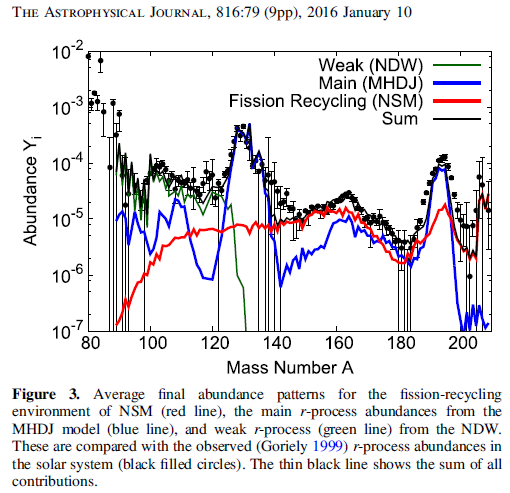 THE ASTROPHYSICAL JOURNAL, 816:79 (9pp), 2016 January 10
10-2
10-3
10-4
10-5
10-6
10-7
Abundance Yi
Weak (NDW)
Main (MHDJ)
Fission Recycling (NSM)
Sum
80 100 120 140 160 180 200
Mass Number A
Figure 3. Average final abundance patterns for the fission-recycling
environment of NSM (red line), the main r-process abundances from the
MHDJ model (blue line), and weak r-process (green line) from the NDW.
These are compared with the observed (Goriely 1999) r-process abundances in
the solar system (black filled circles). The thin black line shows the sum of all
contributions.